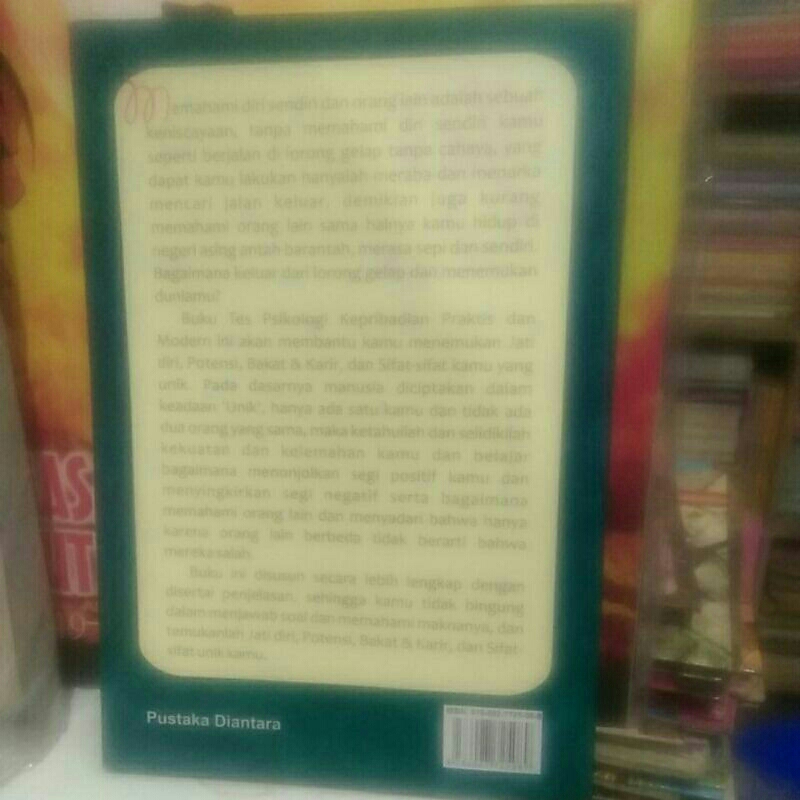 Memahami diri sendiri dan orang lain adalah sebuah
keniscayaan, tanpa memahami diri sendiri kamu
seperti berjalan di lorong gelap tanpa cahaya, yang
dapat kamu lakukan hanyalah meraba dan menerka
mencari jalan keluar, demikian juga kurang
memahami orang lain sama halnya kamu hidup di
negeri asing antah barantah, merasa sepi dan sendiri.
Bagaimana keluar dari lorong gelap dan menemukan
duniamu?
Buku Tes Psikologi Kepribadian Praktis dan
Modern ini akan membantu kamu menemukan Jati
diri, Potensi, Bakat & Karir, dan Sifat-sifat kamu yang
unik. Pada dasarnya manusia diciptakan dalam
keadaan "Unik", hanya ada satu kamu dan tidak ada
dua orang yang sama, maka ketahuilah dan selidikilah
kekuatan dan kelemahan kamu dan belajar
bagaimana menonjolkan segi positif kamu dan
menyingkirkan segi negatif serta bagaimana
memahami orang lain dan menyadari bahwa hanya
karena orang lain berbeda tidak berarti bahwa
mereka salah.
Buku ini disusun secara lebih lengkap dengan
disertai penjelasan, sehingga kamu tidak bingung
dalam menjawab soal dan memahami maknanya, dan
temukanlah Jati diri, Potensi, Bakat & Karir, dan Sifat-
sifat unik kamu.
Pustaka Diantara
ISBN